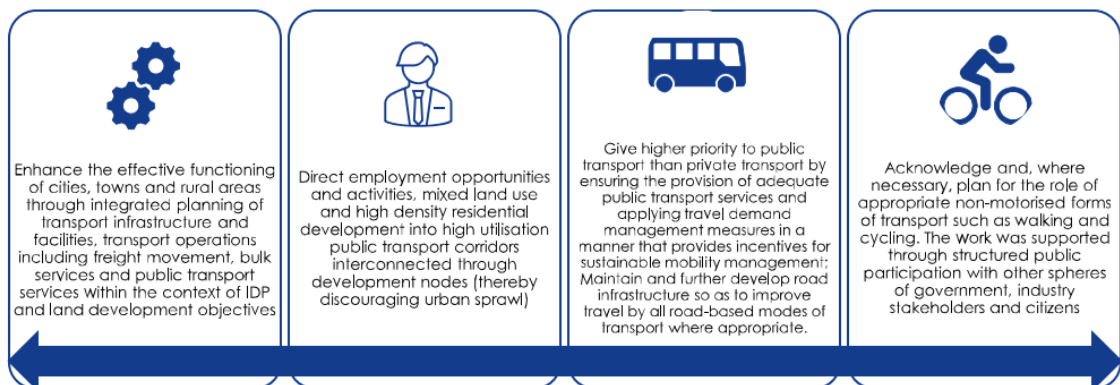 Enhance the effective functioning
of cities, towns and rural areas
through integrated planning of
transport infrastructure and
facilities, transport operations
including freight movement, bulk
services and public transport
services within the context of IDP
and land development objectives
Direct employment opportunities
and activities, mixed land use
and high density residential
development into high utilisation
public transport corridors
interconnected through
development nodes (thereby
discouraging urban sprawl)
Give higher priority to public
transport than private transport by
ensuring the provision of adequate
public transport services and
applying travel demand
management measures in a
manner that provides incentives for
sustainable mobility management;
Maintain and further develop road
infrastructure so as to improve
travel by all road-based modes of
transport where appropriate.
Acknowledge and, where
necessary, plan for the role of
appropriate non-motorised forms
of transport such as walking and
cycling. The work was supported
through structured public
participation with other spheres
of government, industry
stakeholders and citizens